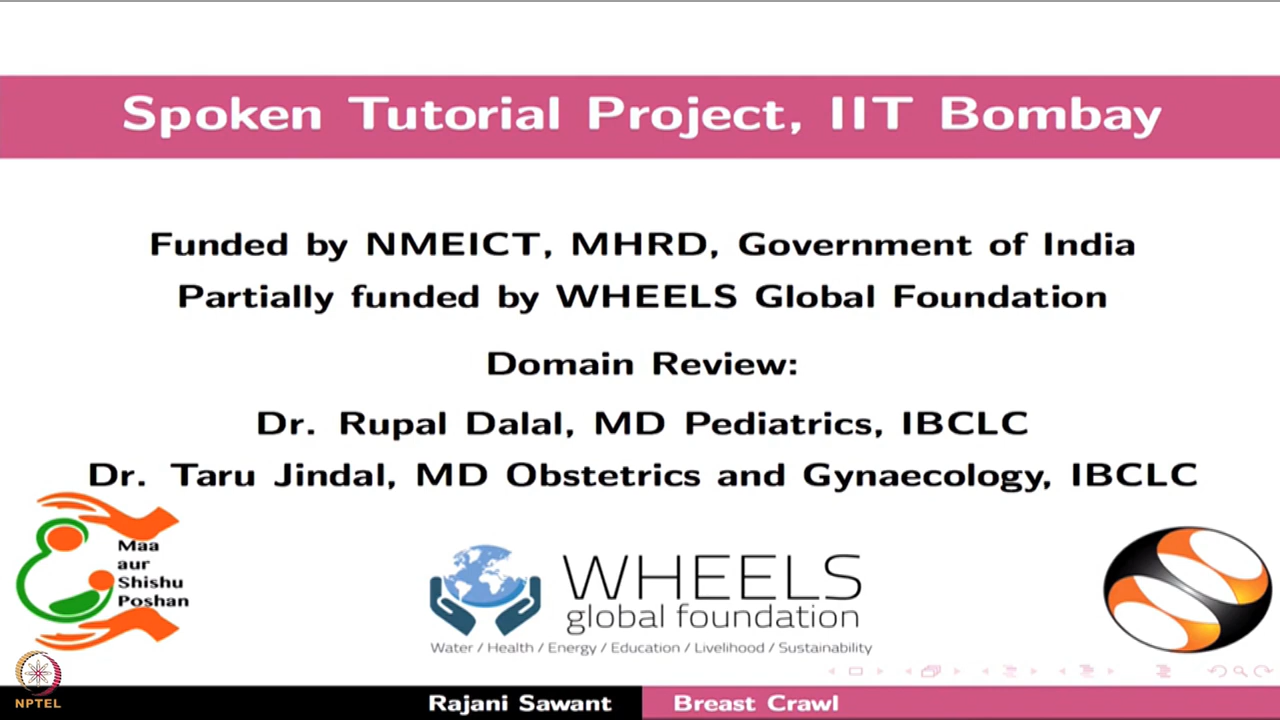 Spoken Tutorial Project, IIT Bombay
Funded by NMEICT, MHRD, Government of India
Partially funded by WHEELS Global Foundation
Domain Review:
Dr. Rupal Dalal, MD Pediatrics, IBCLC
Dr. Taru Jindal, MD Obstetrics and Gynaecology, IBCLC
Maa
aur
Shishu
Poshan
WHEELS
global foundation
Water / Health / Energy / Education / Livelihood / Sustainability
NPTEL
Rajani Sawant
Breast Crawl